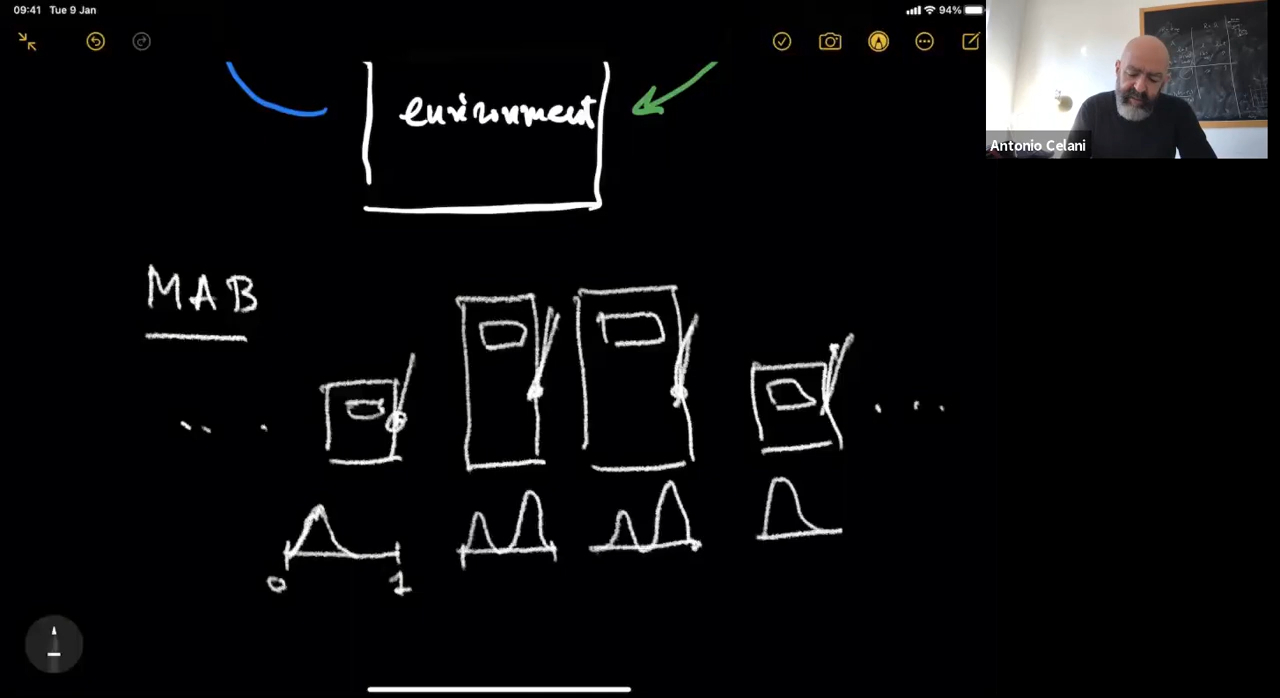 09:41 Tue 9 Jan
94%
Antonio Celani
environment
MAB
.... ....
0 1